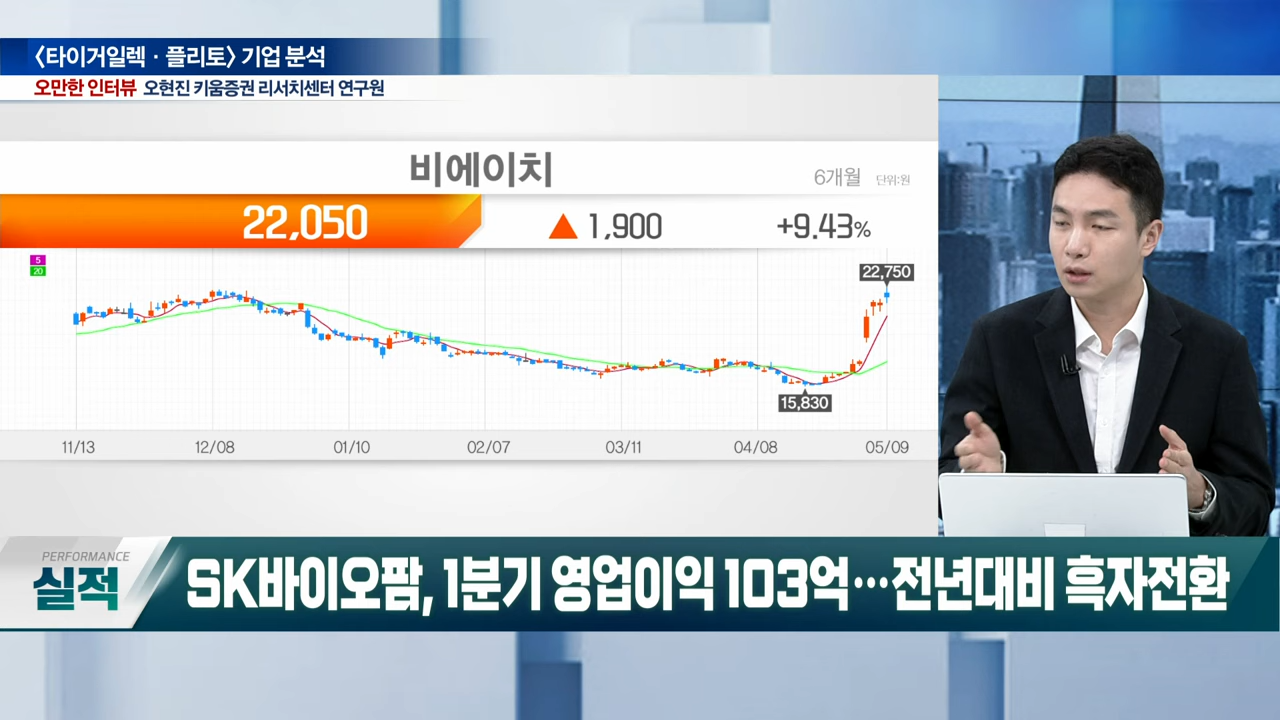 〈타이거일렉 · 플리토〉 기업 분석
오만한 인터뷰 오현진 키움증권 리서치센터 연구원
비에이치
6개월 단위:원
22,050 ▲ 1,900 +9.43%
5
20
22,750
15,830
11/13 12/08 01/10 02/07 03/11 04/08 05/09
PERFORMANCE
실적
SK바이오팜, 1분기 영업이익 103억…전년대비 흑자전환